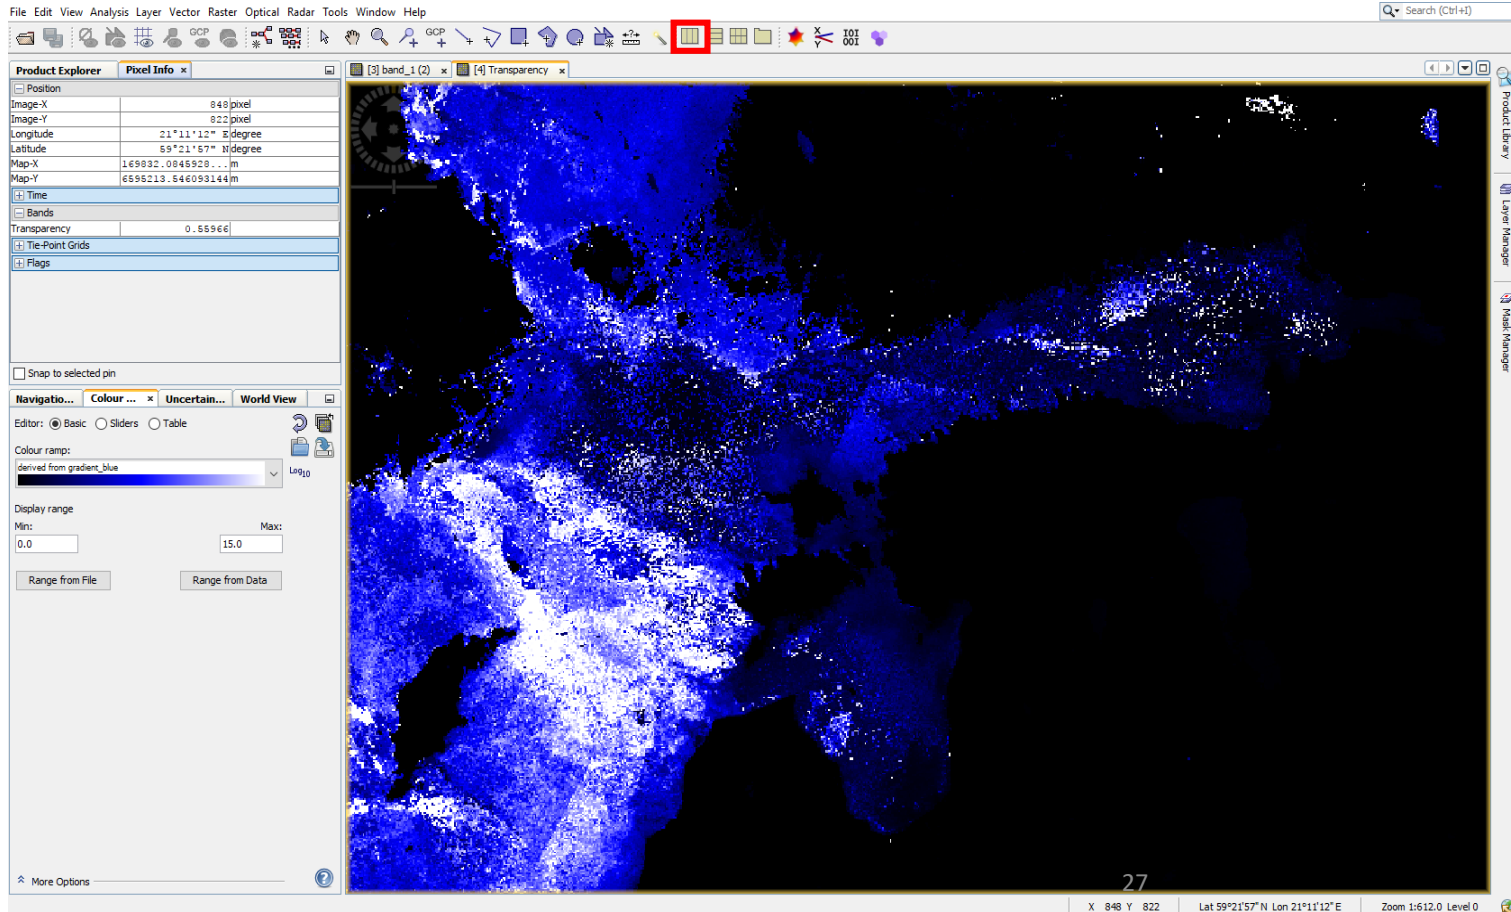 File Edit View Analysis Layer Vector Raster Optical Radar Tools Window Help
Search (Ctrl+I)
GCP GCP
Product Explorer Pixel Info × [3] band_1 (2) × [4] Transparency ×
Position
Image-X 848 pixel
Image-Y 822 pixel
Longitude 21°11'12" E degree
Latitude 59°21'57" N degree
Map-X 169832.0845928... m
Map-Y 6595213.546093144 m
Time
Bands
Transparency 0.55966
Tie-Point Grids
Flags
Snap to selected pin
Navigatio... Colour ... × Uncertain... World View
Editor: Basic Sliders Table
Colour ramp:
derived from gradient_blue
Log10
Display range
Min: Max:
0.0 15.0
Range from File Range from Data
More Options
Product Library
Layer Manager
Mask Manager
27
X 848 Y 822 Lat 59°21'57" N Lon 21°11'12" E Zoom 1:612.0 Level 0